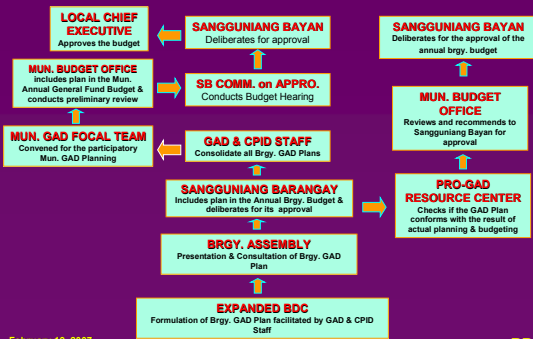 LOCAL CHIEF
EXECUTIVE
Approves the budget
SANGGUNIANG BAYAN
Deliberates for approval
SANGGUNIANG BAYAN
Deliberates for the approval of the
annual brgy. budget
MUN. BUDGET OFFICE
includes plan in the Mun.
Annual General Fund Budget &
conducts preliminary review
SB COMM. on APPRO.
Conducts Budget Hearing
MUN. BUDGET
OFFICE
Reviews and recommends to
Sangguniang Bayan for
approval
MUN. GAD FOCAL TEAM
Convened for the participatory
Mun. GAD Planning
GAD & CPID STAFF
Consolidate all Brgy. GAD Plans
SANGGUNIANG BARANGAY
Includes plan in the Annual Brgy. Budget &
deliberates for its approval
PRO-GAD
RESOURCE CENTER
Checks if the GAD Plan
conforms with the result of
actual planning & budgeting
BRGY. ASSEMBLY
Presentation & Consultation of Brgy. GAD
Plan
EXPANDED BDC
Formulation of Brgy. GAD Plan facilitated by GAD & CPID
Staff